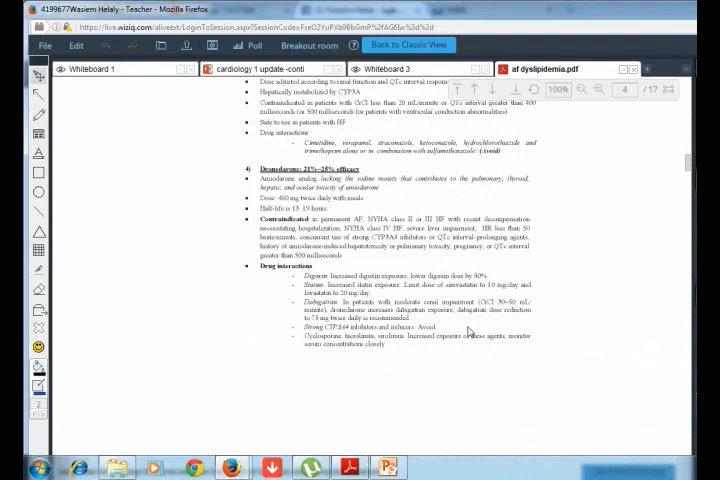 4199677Wasiem Helaly - Teacher - Mozilla Firefox
https://live.wiziq.com/aliveext/LoginToSession.aspx?SessionCode=
File Edit Poll Breakout room Back to Classic View
Whiteboard 1 cardiology 1 update -conti Whiteboard 3 af dyslipidemia.pdf
100% 4 / 17
Dose adjusted according to renal function and QTc interval respons
Hepatically metabolized by CYP3A
Contraindicated in patients with CrCl less than 20 mL/minute or QTc interval greater than 400
milliseconds (or 500 milliseconds for patients with ventricular conduction abnormalities)
Safe to use in patients with HF
Drug interactions
- Cimetidine, verapamil, itraconazole, ketoconazole, hydrochlorothiazide and
trimethoprim alone or in combination with sulfamethoxazole: (Avoid)
4) Dronedarone: 21%–25% efficacy
Amiodarone analog lacking the iodine moiety that contributes to the pulmonary, thyroid,
hepatic, and ocular toxicity of amiodarone
Dose: 400 mg twice daily with meals
Half-life is 13–19 hours.
Contraindicated in permanent AF, NYHA class II or III HF with recent decompensation
necessitating hospitalization, NYHA class IV HF, severe liver impairment, HR less than 50
beats/minute, concurrent use of strong CYP3A4 inhibitors or QTc interval-prolonging agents,
history of amiodarone-induced hepatotoxicity or pulmonary toxicity, pregnancy, or QTc interval
greater than 500 milliseconds
Drug interactions
- Digoxin: Increased digoxin exposure, lower digoxin dose by 50%.
- Statins: Increased statin exposure. Limit dose of simvastatin to 10 mg/day and
lovastatin to 20 mg/day.
- Dabigatran: In patients with moderate renal impairment (CrCl 30–50 mL/
minute), dronedarone increases dabigatran exposure, dabigatran dose reduction
to 75 mg twice daily is recommended.
- Strong CYP3A4 inhibitors and inducers: Avoid.
- Cyclosporine, tacrolimus, sirolimus: Increased exposure of these agents, monitor
serum concentrations closely
2